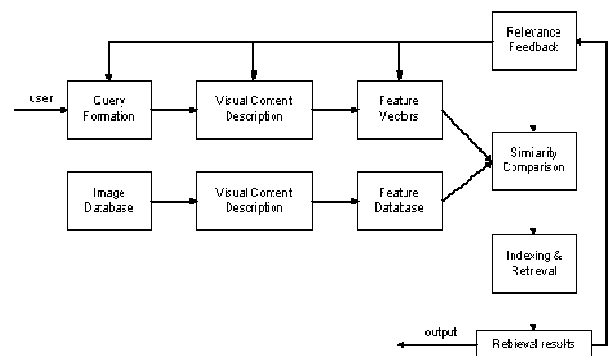 Relevance
Feedback
user
Query
Formation
Visual Content
Description
Feature
Vectors
Similarity
Comparison
Image
Database
Visual Content
Description
Feature
Database
Indexing &
Retrieval
output
Retrieval results